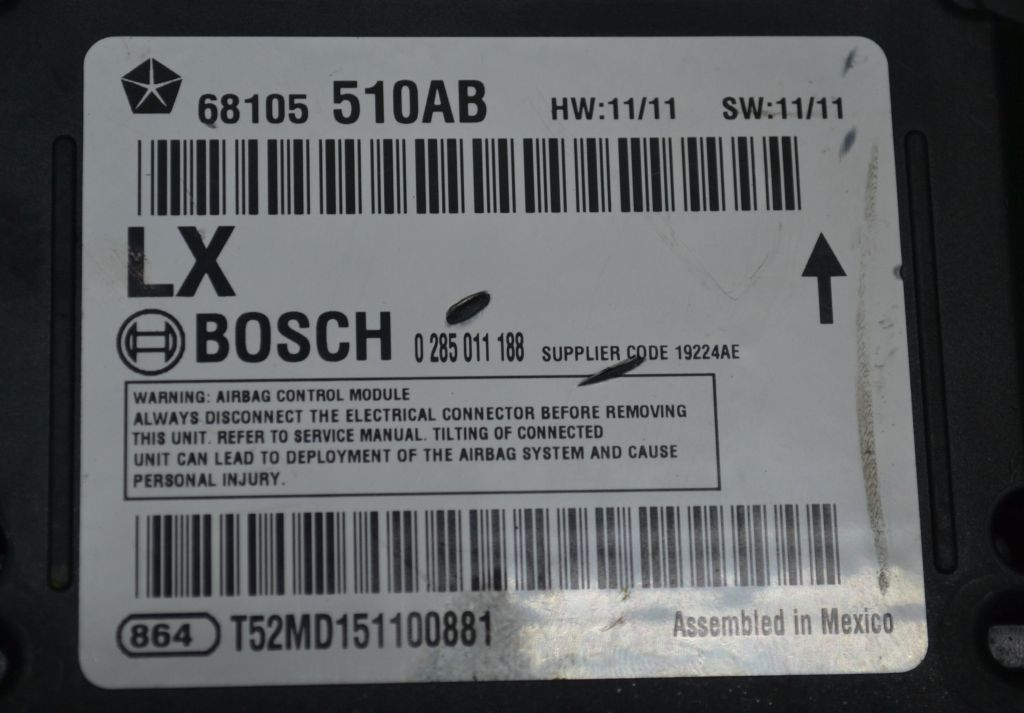 68105 510AB HW:11/11 SW:11/11
LX
BOSCH 0 285 011 188 SUPPLIER CODE 19224AE
WARNING: AIRBAG CONTROL MODULE
ALWAYS DISCONNECT THE ELECTRICAL CONNECTOR BEFORE REMOVING
THIS UNIT. REFER TO SERVICE MANUAL. TILTING OF CONNECTED
UNIT CAN LEAD TO DEPLOYMENT OF THE AIRBAG SYSTEM AND CAUSE
PERSONAL INJURY.
864 T52MD151100881 Assembled in Mexico